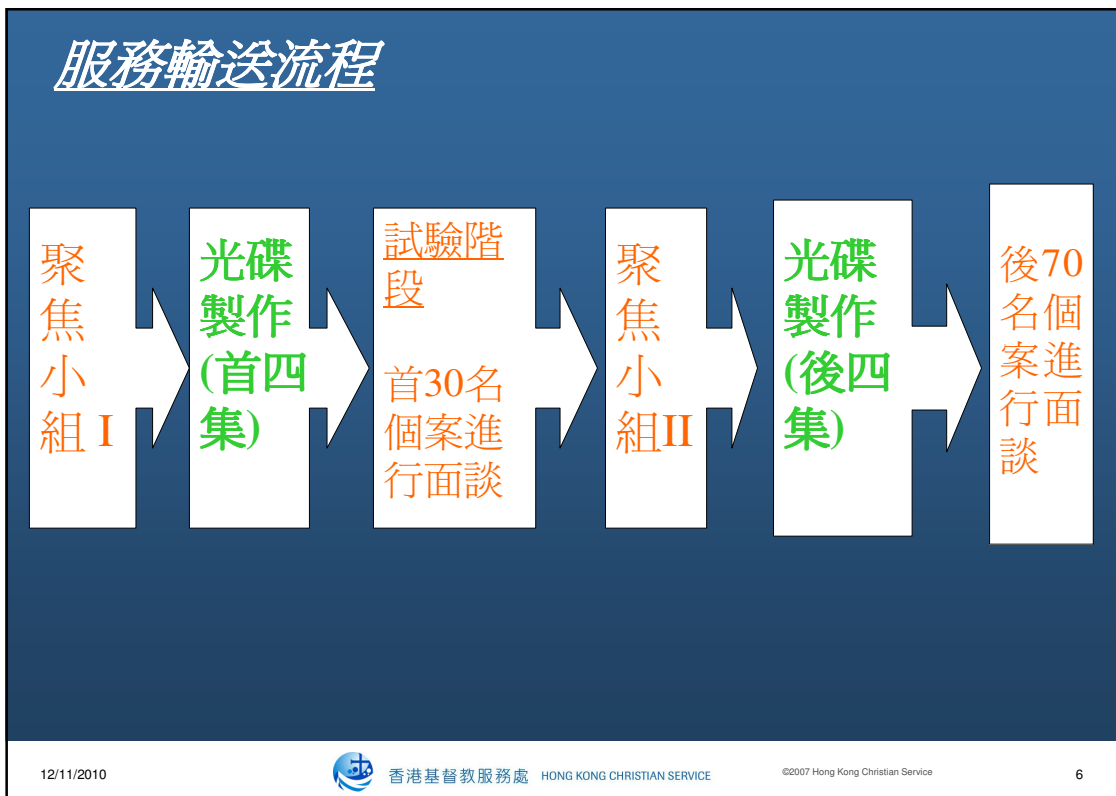 服務輸送流程
聚
焦
小
組 I
光碟
製作
(首四
集)
試驗階
段
首30名
個案進
行面談
聚
焦
小
組II
光碟
製作
(後四
集)
後70
名個
案進
行面
談
12/11/2010
香港基督教服務處 HONG KONG CHRISTIAN SERVICE
©2007 Hong Kong Christian Service
6